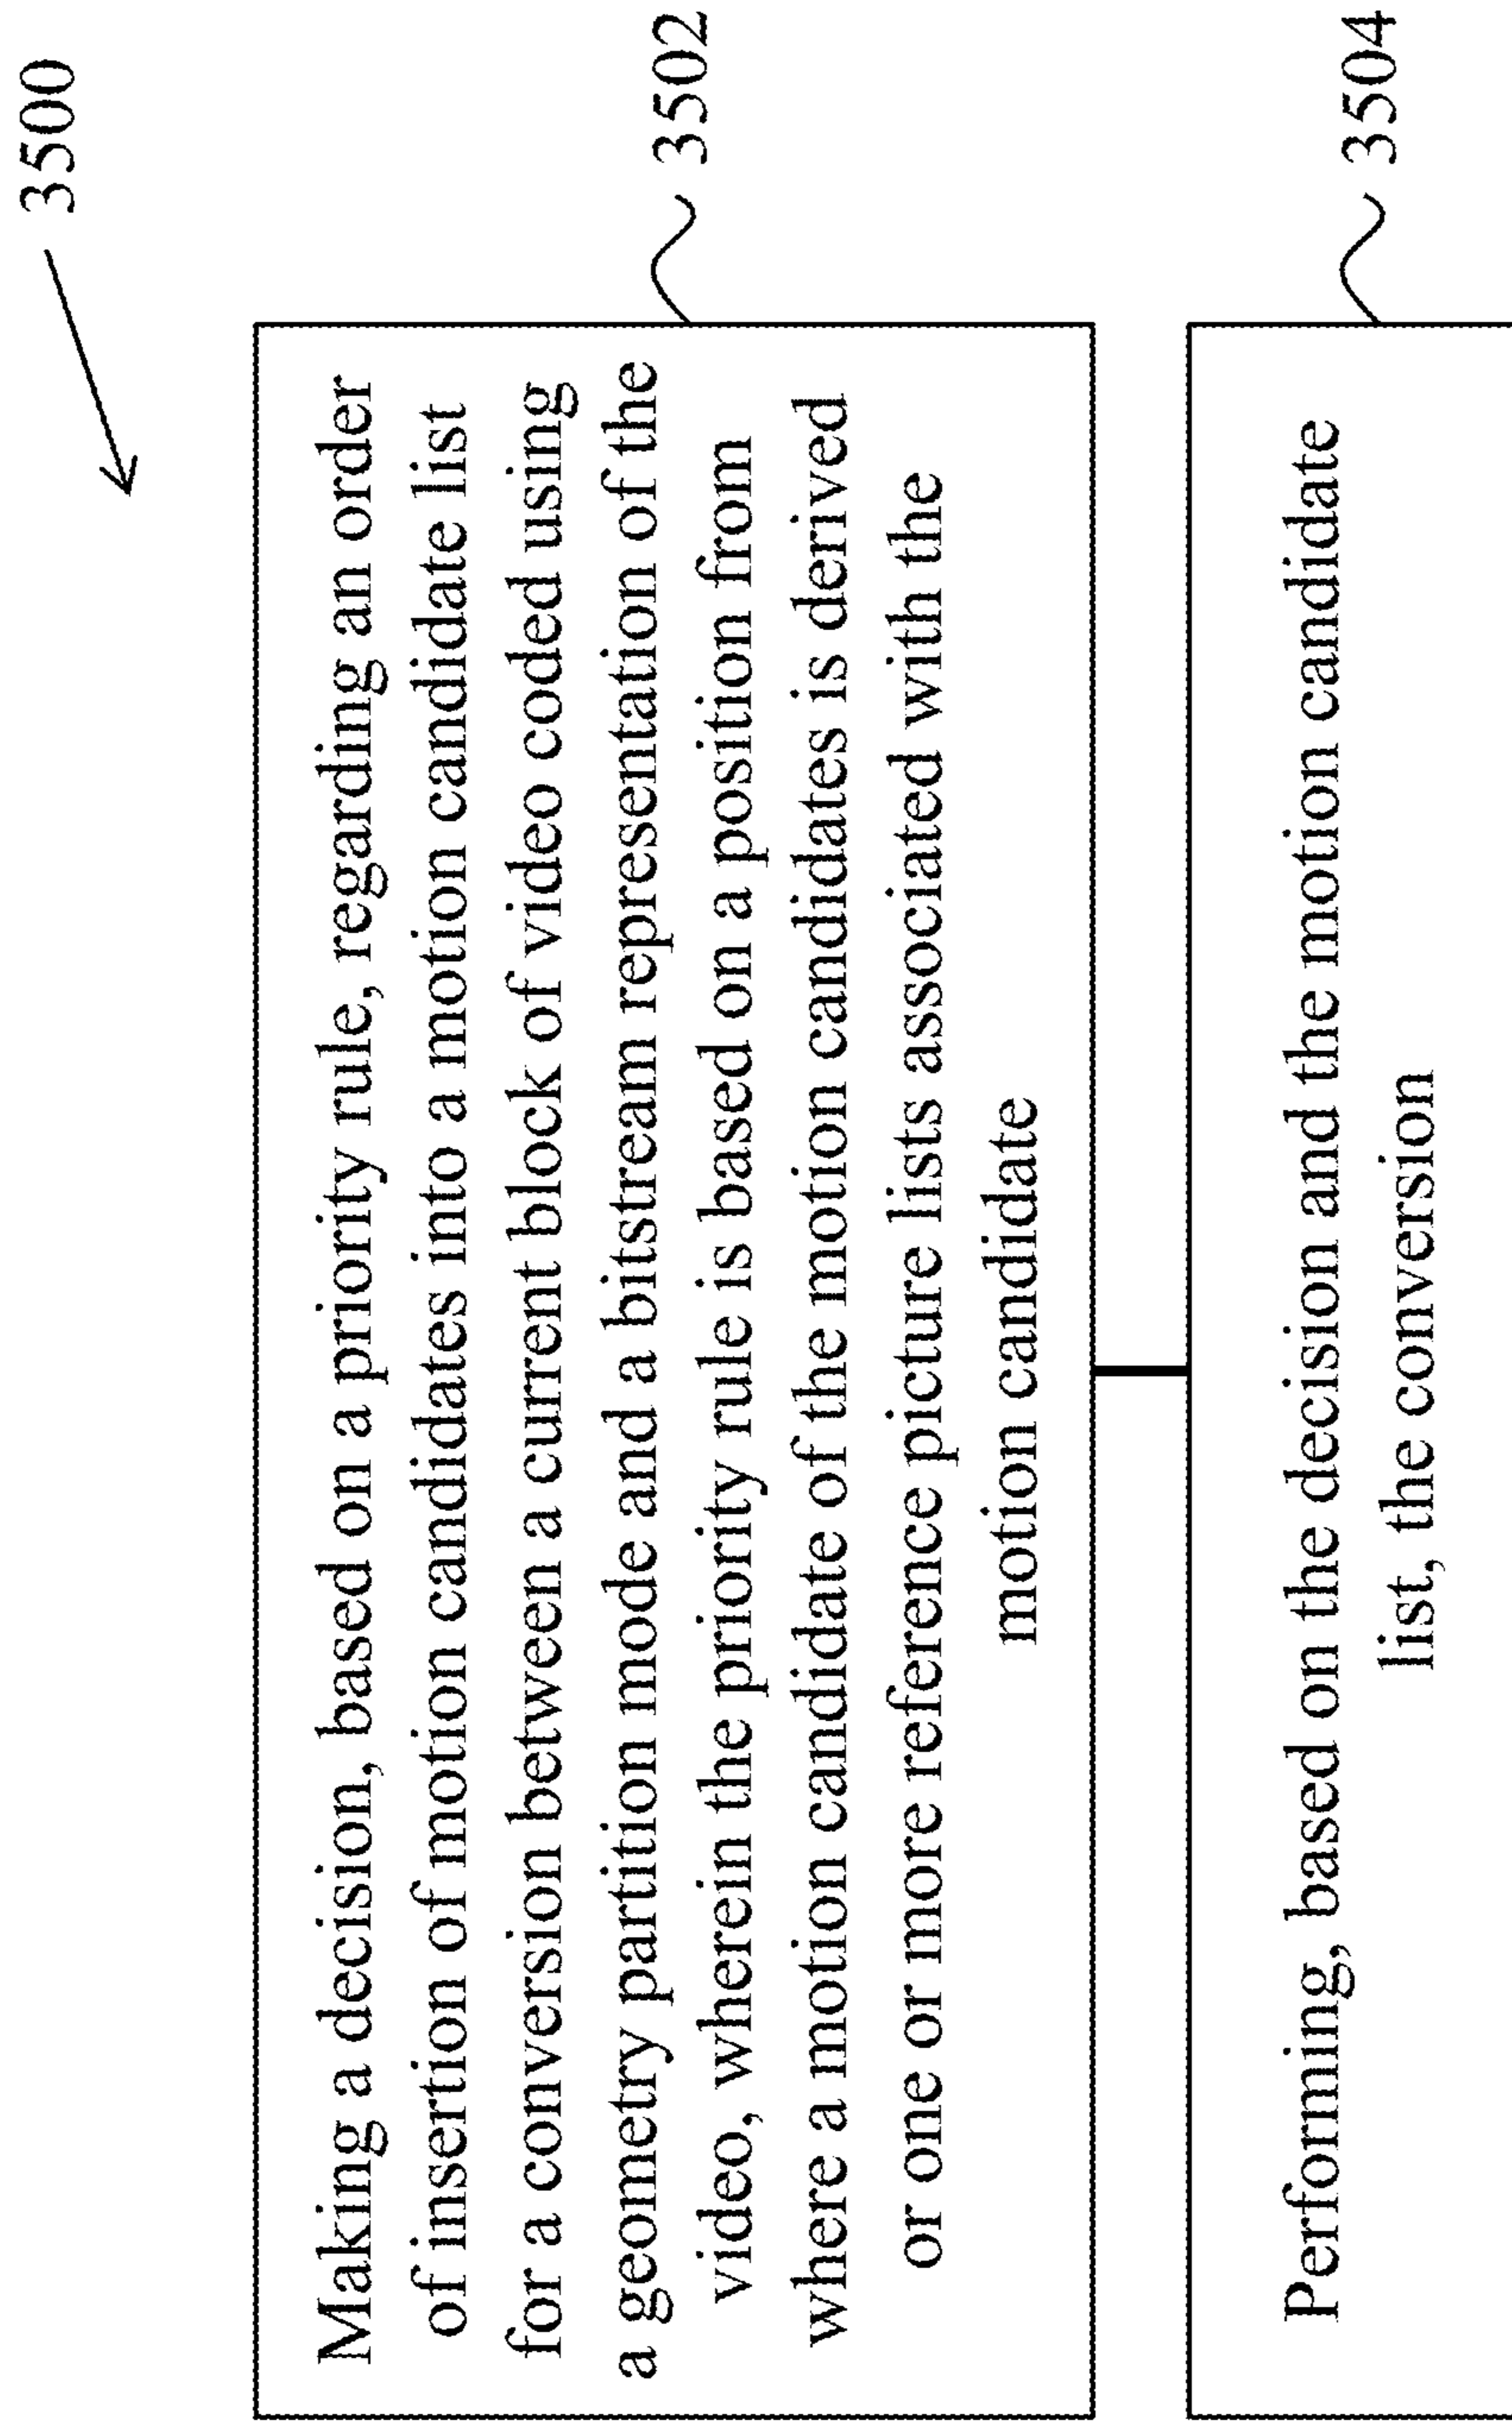 3500
Making a decision, based on a priority rule, regarding an order
of insertion of motion candidates into a motion candidate list
for a conversion between a current block of video coded using
a geometry partition mode and a bitstream representation of the
video, wherein the priority rule is based on a position from
where a motion candidate of the motion candidates is derived
or one or more reference picture lists associated with the
motion candidate
3502
Performing, based on the decision and the motion candidate
list, the conversion
3504